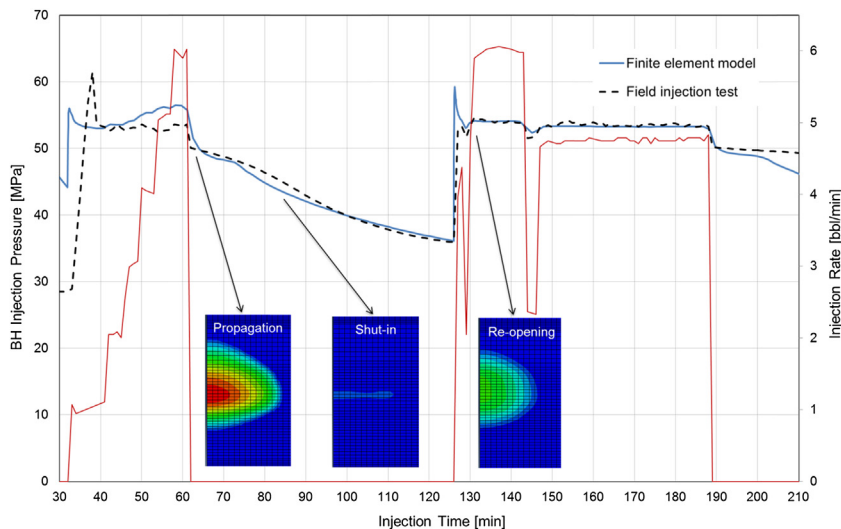 70
60
50
40
30
20
10
0
BH Injection Pressure [MPa]
6
5
4
3
2
1
0
Injection Rate [bbl/min]
Finite element model
Field injection test
Propagation
Shut-in
Re-opening
30 40 50 60 70 80 90 100 110 120 130 140 150 160 170 180 190 200 210
Injection Time [min]